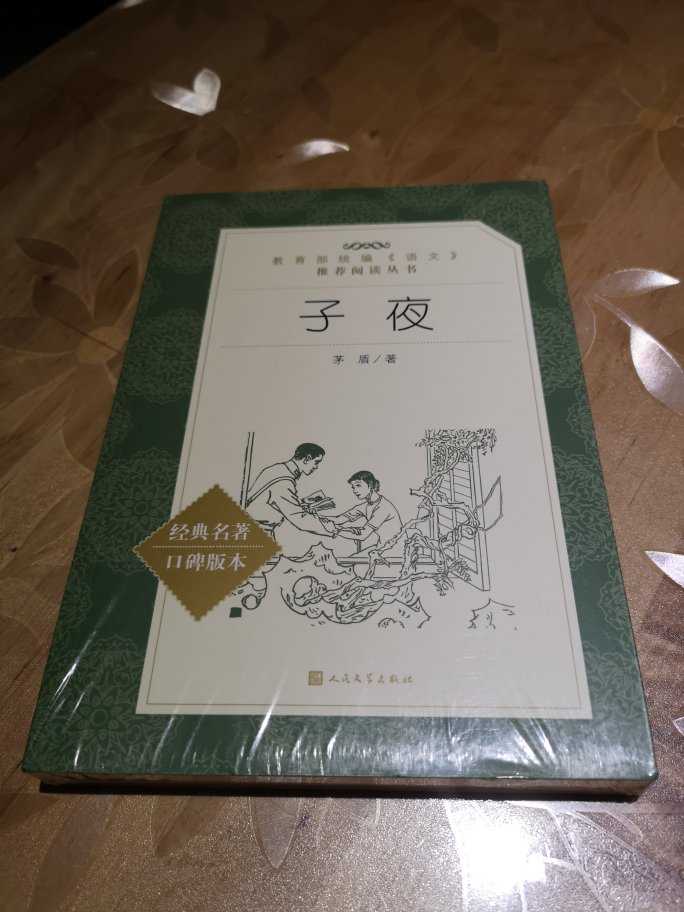 教育部统编《语文》
推荐阅读丛书
子夜
茅盾/著
经典名著
口碑版本
人民文学出版社